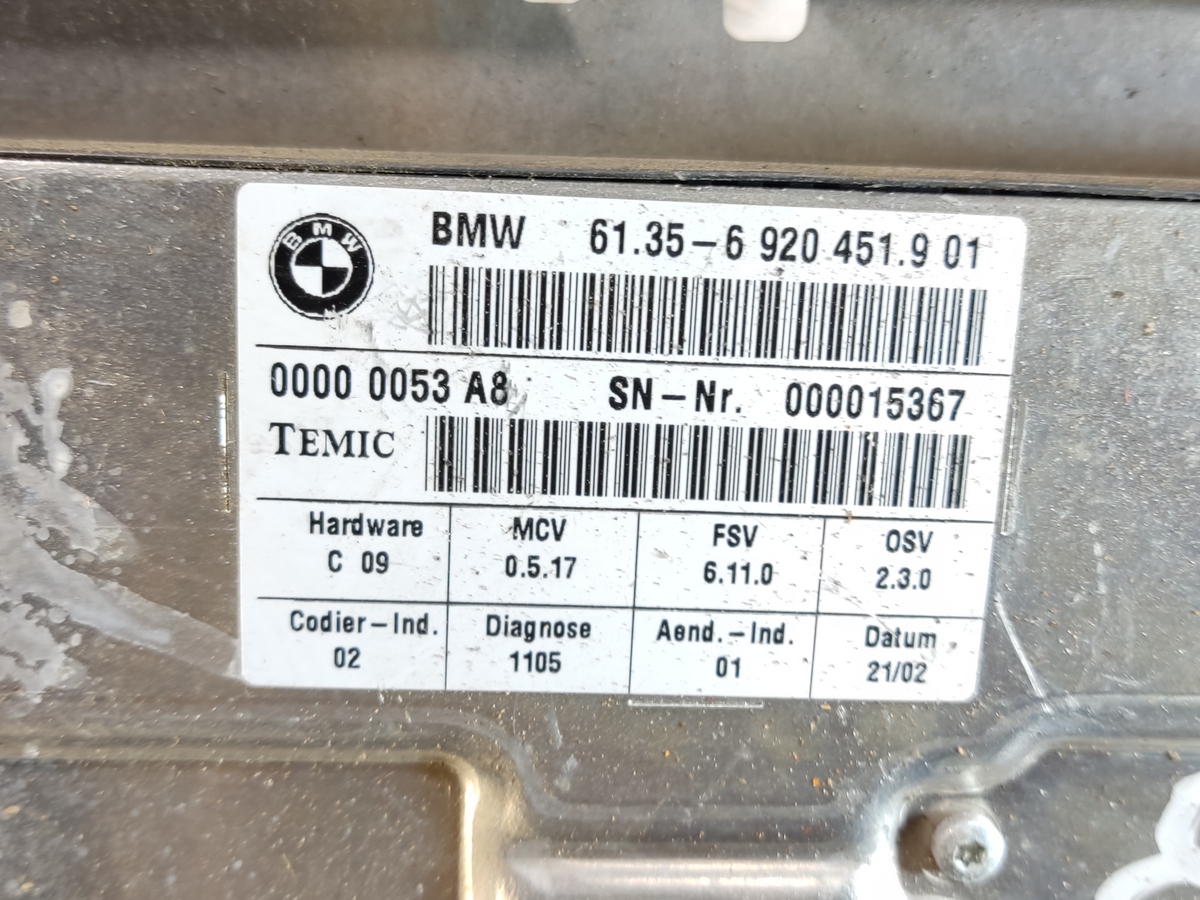 BMW
BMW 61.35-6 920 451.9 01
0000 0053 A8 SN-Nr. 000015367
TEMIC
Hardware MCV FSV OSV
C 09 0.5.17 6.11.0 2.3.0
Codier-Ind. Diagnose Aend.-Ind. Datum
02 1105 01 21/02